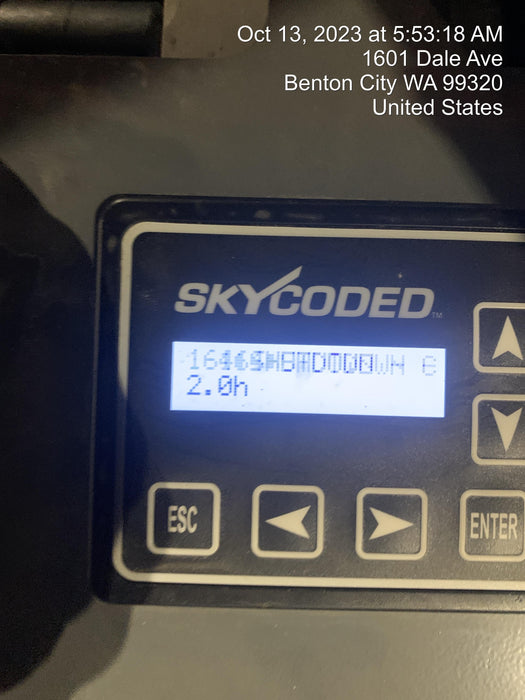 Oct 13, 2023 at 5:53:18 AM
1601 Dale Ave
Benton City WA 99320
United States
SKYCODED™
2.0h
ESC
ENTER